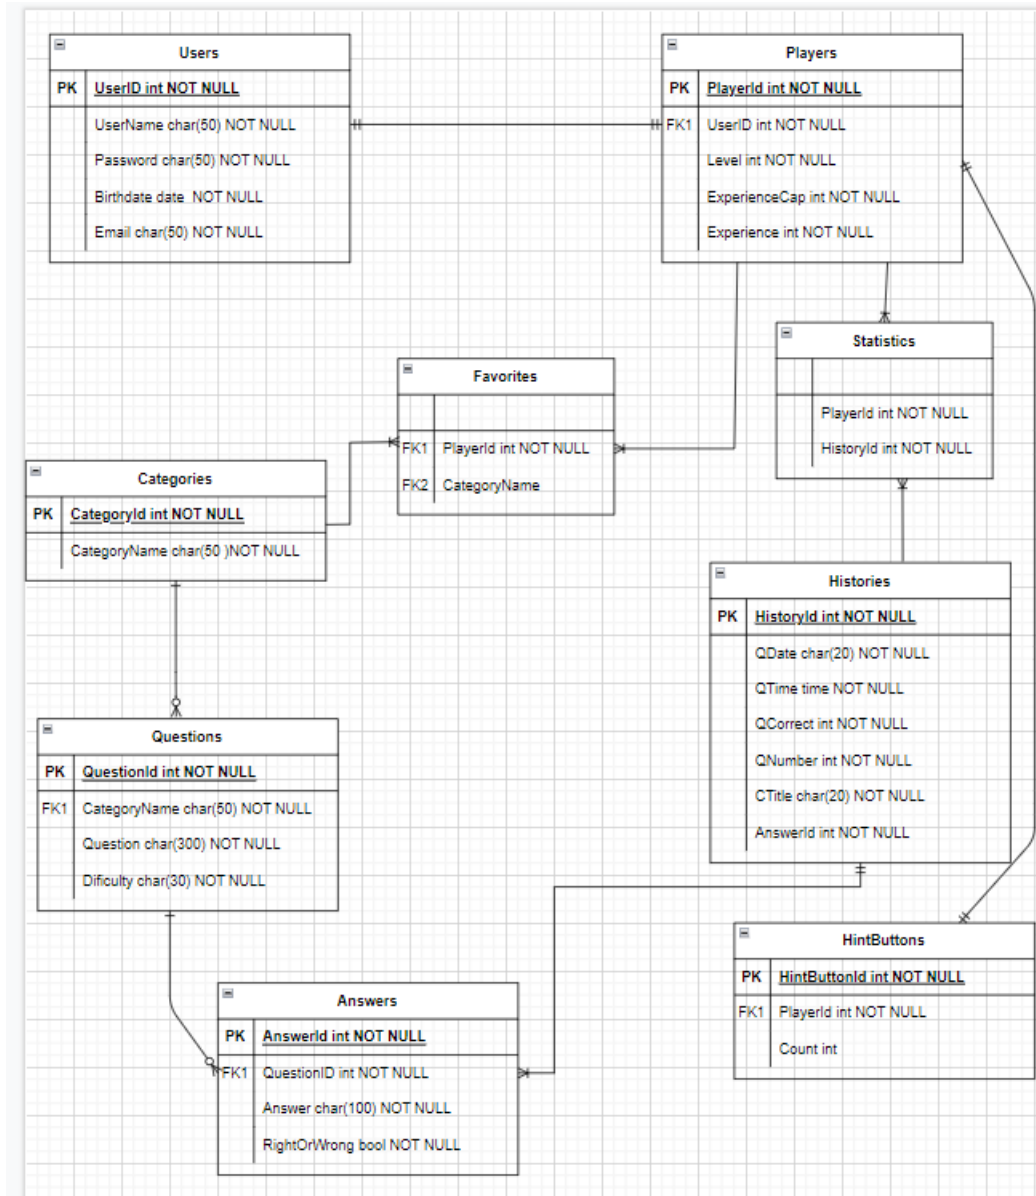 Users
PK UserID int NOT NULL
UserName char(50) NOT NULL
Password char(50) NOT NULL
Birthdate date  NOT NULL
Email char(50) NOT NULL
Players
PK PlayerId int NOT NULL
FK1 UserID int NOT NULL
Level int NOT NULL
ExperienceCap int NOT NULL
Experience int NOT NULL
Statistics
PlayerId int NOT NULL
HistoryId int NOT NULL
Favorites
FK1 PlayerId int NOT NULL
FK2 CategoryName
Categories
PK CategoryId int NOT NULL
CategoryName char(50 )NOT NULL
Histories
PK HistoryId int NOT NULL
QDate char(20) NOT NULL
QTime time NOT NULL
QCorrect int NOT NULL
QNumber int NOT NULL
CTitle char(20) NOT NULL
AnswerId int NOT NULL
Questions
PK QuestionId int NOT NULL
FK1 CategoryName char(50) NOT NULL
Question char(300) NOT NULL
Dificulty char(30) NOT NULL
HintButtons
PK HintButtonId int NOT NULL
FK1 PlayerId int NOT NULL
Count int
Answers
PK AnswerId int NOT NULL
FK1 QuestionID int NOT NULL
Answer char(100) NOT NULL
RightOrWrong bool NOT NULL